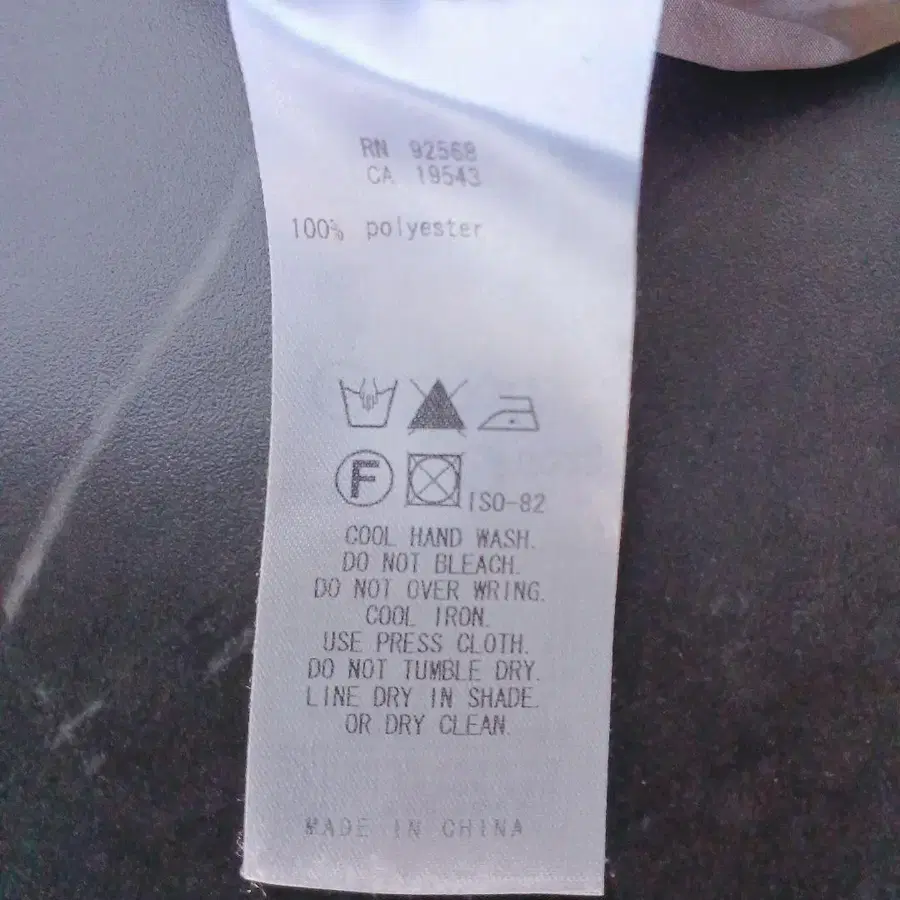 RN 92568
CA 19543
100% polyester
F
ISO-82
COOL HAND WASH.
DO NOT BLEACH.
DO NOT OVER WRING.
COOL IRON.
USE PRESS CLOTH.
DO NOT TUMBLE DRY.
LINE DRY IN SHADE.
OR DRY CLEAN.
MADE IN CHINA